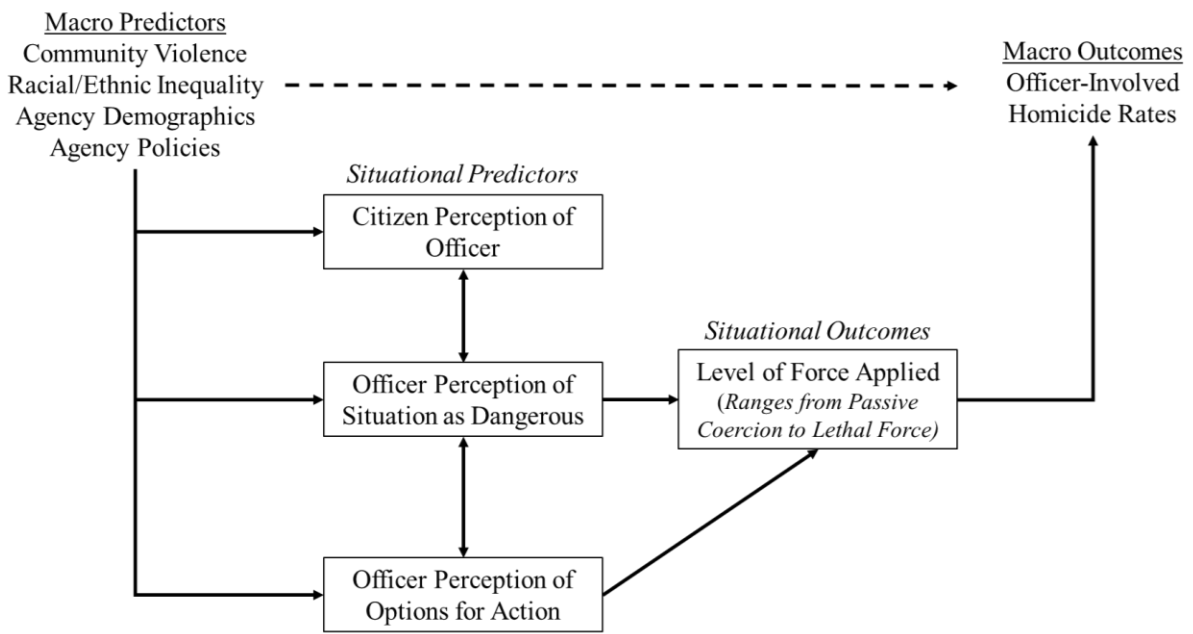 Macro Predictors
Community Violence
Racial/Ethnic Inequality
Agency Demographics
Agency Policies
Macro Outcomes
Officer-Involved
Homicide Rates
Situational Predictors
Citizen Perception of
Officer
Officer Perception of
Situation as Dangerous
Officer Perception of
Options for Action
Situational Outcomes
Level of Force Applied
(Ranges from Passive
Coercion to Lethal Force)